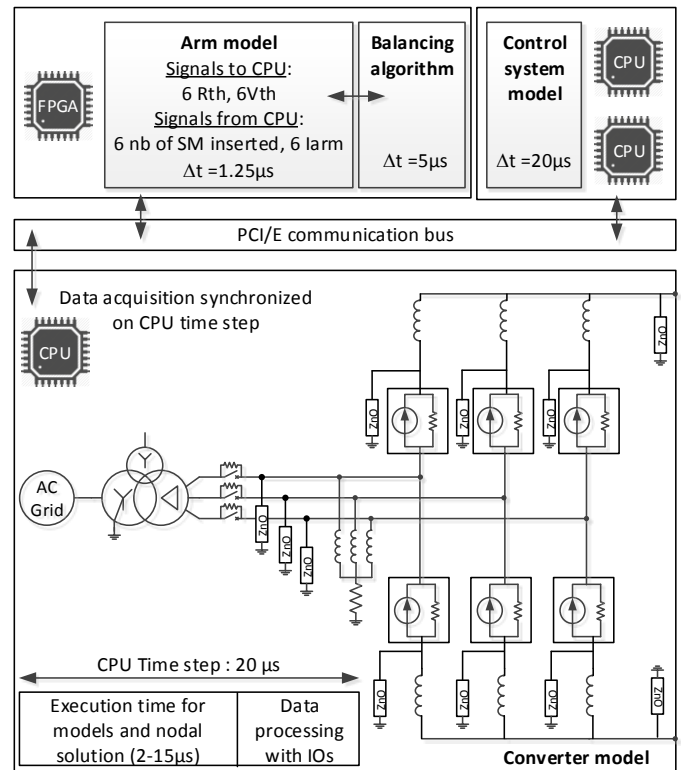 Arm model
Signals to CPU:
6 Rth, 6Vth
Signals from CPU:
6 nb of SM inserted, 6 Iarm
Δt =1.25µs
Balancing
algorithm
Δt =5µs
FPGA
Control
system
model
Δt =20µs
CPU
CPU
PCI/E communication bus
Data acquisition synchronized
on CPU time step
CPU
ZnO
ZnO
ZnO
ZnO
AC
Grid
Y
Y
ZnO
ZnO
ZnO
ZnO
ZnO
ZnO
ZnO
CPU Time step : 20 µs
Execution time for
models and nodal
solution (2-15µs)
Data
processing
with IOs
Converter model